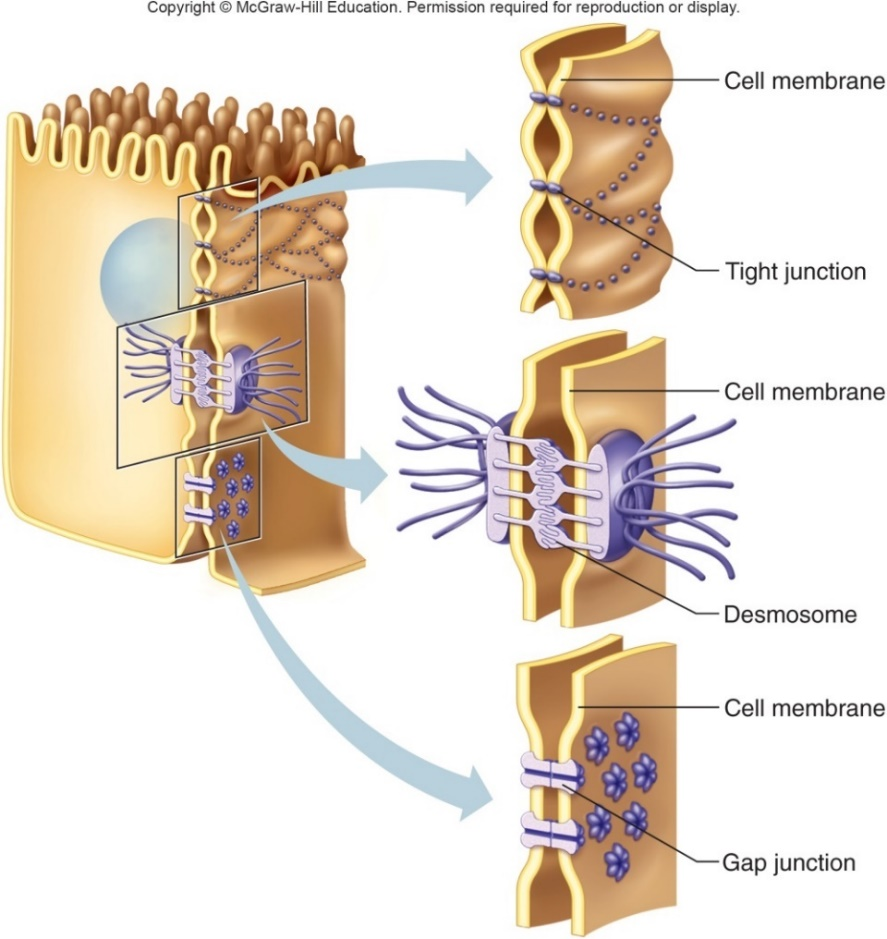 Copyright © McGraw-Hill Education. Permission required for reproduction or display.
Cell membrane
Tight junction
Cell membrane
Desmosome
Cell membrane
Gap junction